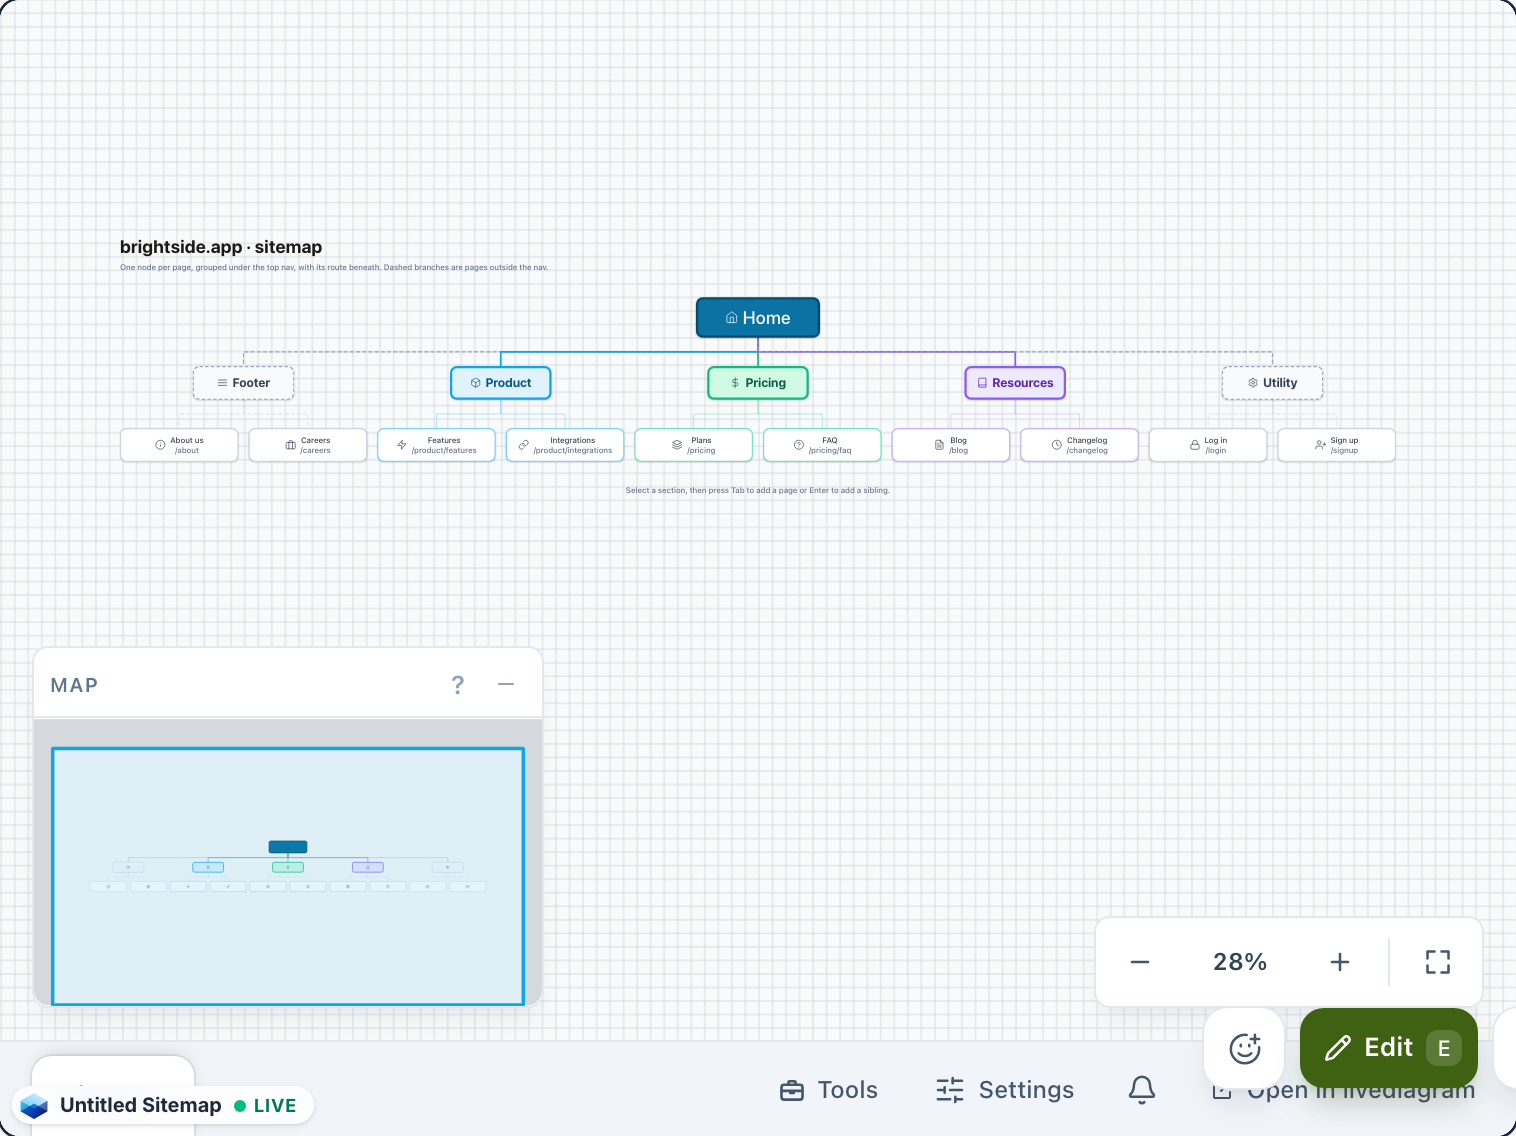 brightside.app · sitemap
One node per page, grouped under the top nav, with its route beneath. Dashed branches are pages outside the nav.
Home
Footer
Product
Pricing
Resources
Utility
About us
/about
Careers
/careers
Features
/product/features
Integrations
/product/integrations
Plans
/pricing
FAQ
/pricing/faq
Blog
/blog
Changelog
/changelog
Log in
/login
Sign up
/signup
Select a section, then press Tab to add a page or Enter to add a sibling.
MAP
?
28%
Edit E
Untitled Sitemap LIVE
Tools
Settings
Open in livediagram